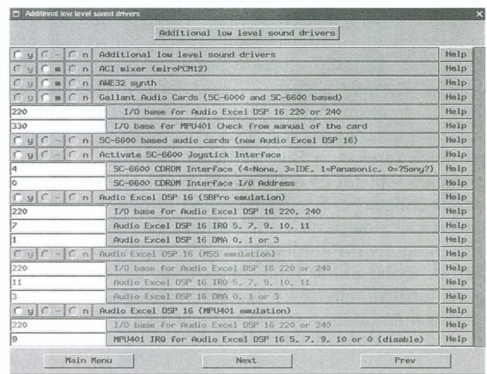 Additional low level sound drivers
Additional low level sound drivers
y - n Additional low level sound drivers Help
y m n ACI mixer (miroPCM12) Help
y m n AWE32 synth Help
y m n Gallant Audio Cards (SC-6000 and SC-6600 based) Help
220 I/O base for Audio Excel DSP 16 220 or 240 Help
330 I/O base for MPU401 Check from manual of the card Help
y - n SC-6600 based audio cards (new Audio Excel DSP 16) Help
y - n Activate SC-6600 Joystick Interface Help
4 SC-6600 CDROM Interface (4=None, 3=IDE, 1=Panasonic, 0=?Sony?) Help
0 SC-6600 CDROM Interface I/O Address Help
y - n Audio Excel DSP 16 (SBPro emulation) Help
220 I/O base for Audio Excel DSP 16 220, 240 Help
7 Audio Excel DSP 16 IRQ 5, 7, 9, 10, 11 Help
1 Audio Excel DSP 16 DMA 0, 1 or 3 Help
y - n Audio Excel DSP 16 (MSS emulation) Help
220 I/O base for Audio Excel DSP 16 220 or 240 Help
11 Audio Excel DSP 16 IRQ 5, 7, 9, 10, 11 Help
3 Audio Excel DSP 16 DMA 0, 1 or 3 Help
y - n Audio Excel DSP 16 (MPU401 emulation) Help
220 I/O base for Audio Excel DSP 16 220 or 240 Help
9 MPU401 IRQ for Audio Excel DSP 16 5, 7, 9, 10 or 0 (disable) Help
Main Menu Next Prev